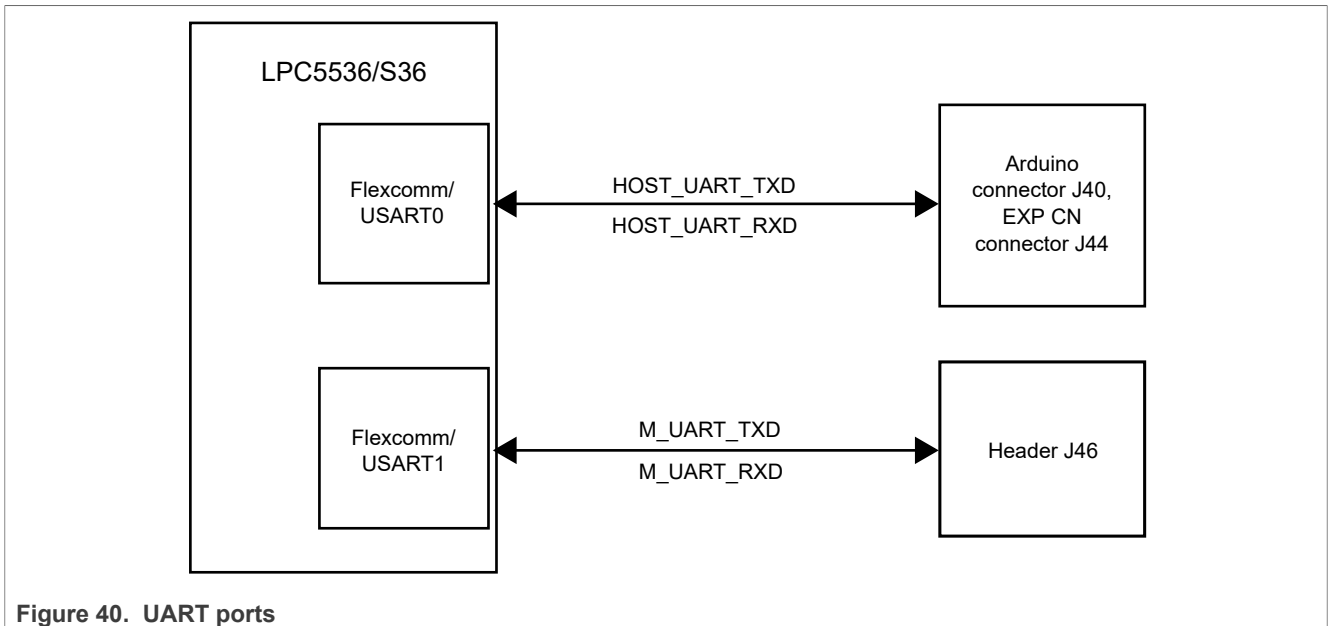 LPC5536/S36
Flexcomm/
USART0
HOST_UART_TXD
HOST_UART_RXD
Arduino
connector J40,
EXP CN
connector J44
Flexcomm/
USART1
M_UART_TXD
M_UART_RXD
Header J46
Figure 40. UART ports